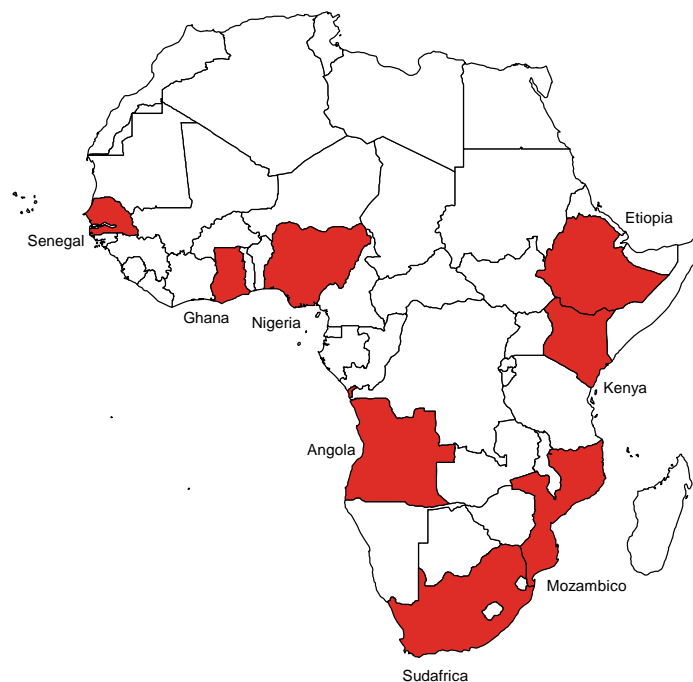 Etiopia
Senegal
Ghana
Nigeria
Kenya
Angola
Mozambico
Sudafrica